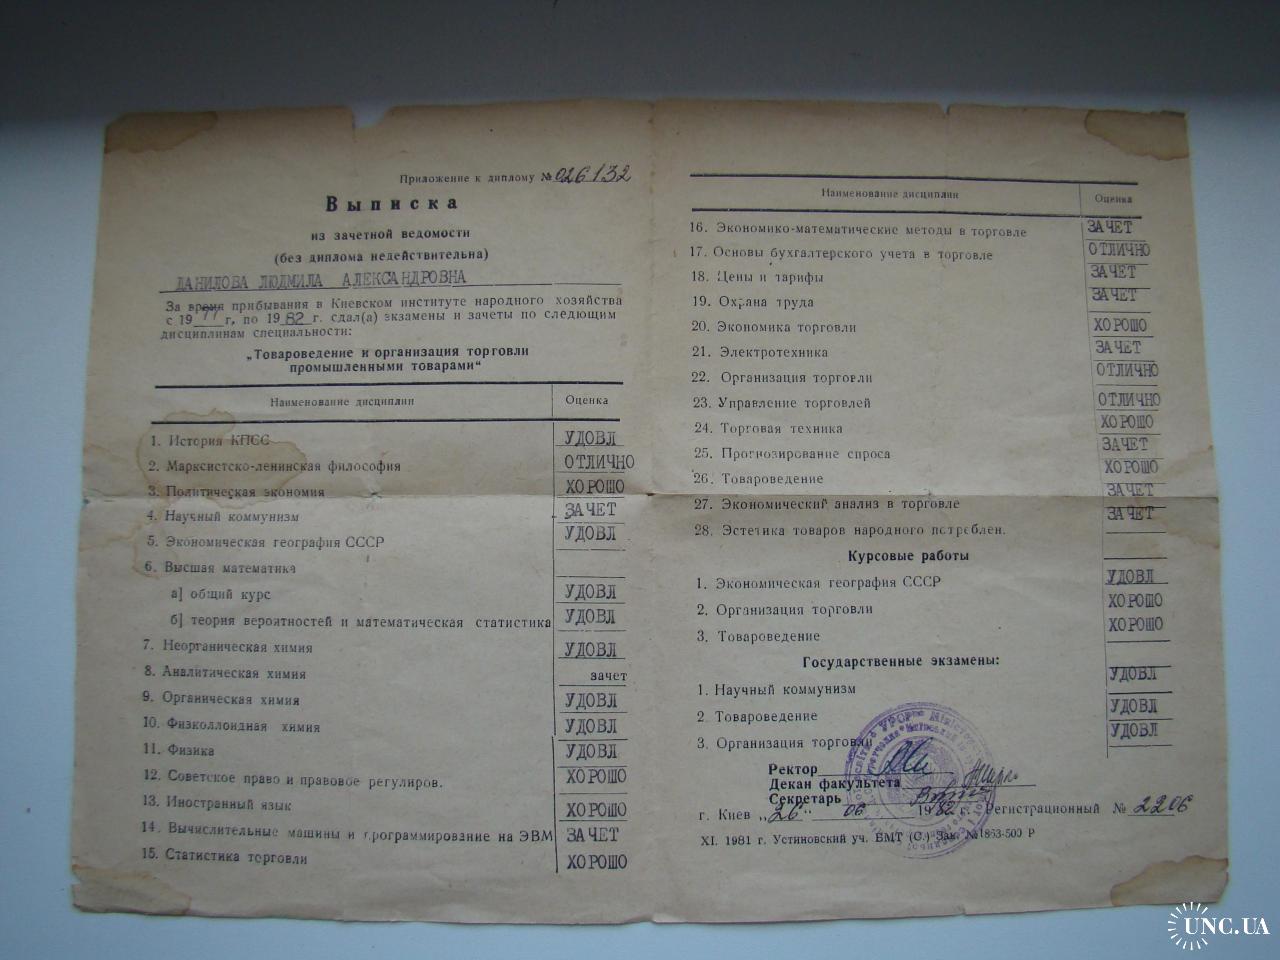 Приложение к диплому № 026132
Выписка
из зачетной ведомости
(без диплома недействительна)
ДАНИЛОВА ЛЮДМИЛА АЛЕКСАНДРОВНА
За время прибывания в Киевском институте народного хозяйства
с 1977 г, по 1982 г. сдал(а) экзамены и зачеты по следующим
дисциплинам специальности:
„Товароведение и организация торговли
промышленными товарами“
Наименование дисциплин Оценка
1. История КПСС УДОВЛ
2. Марксистско-ленинская философия ОТЛИЧНО
3. Политическая экономия ХОРОШО
4. Научный коммунизм ЗАЧЕТ
5. Экономическая география СССР УДОВЛ
6. Высшая математика
а] общий курс УДОВЛ
б] теория вероятностей и математическая статистика УДОВЛ
7. Неорганическая химия УДОВЛ
8. Аналитическая химия зачет
9. Органическая химия УДОВЛ
10. Физколлоидная химия УДОВЛ
11. Физика УДОВЛ
12. Советское право и правовое регулиров. ХОРОШО
13. Иностранный язык ХОРОШО
14. Вычислительные машины и программирование на ЭВМ ЗАЧЕТ
15. Статистика торговли ХОРОШО
Наименование дисциплин Оценка
16. Экономико-математические методы в торговле ЗАЧЕТ
17. Основы бухгалтерского учета в торговле ОТЛИЧНО
18. Цены и тарифы ЗАЧЕТ
19. Охрана труда ЗАЧЕТ
20. Экономика торговли ХОРОШО
21. Электротехника ЗАЧЕТ
22. Организация торговли ОТЛИЧНО
23. Управление торговлей ОТЛИЧНО
24. Торговая техника ХОРОШО
25. Прогнозирование спроса ЗАЧЕТ
26. Товароведение ХОРОШО
27. Экономический анализ в торговле ЗАЧЕТ
28. Эстетика товаров народного потреблен. ЗАЧЕТ
Курсовые работы
1. Экономическая география СССР УДОВЛ
2. Организация торговли ХОРОШО
3. Товароведение ХОРОШО
Государственные экзамены:
1. Научный коммунизм УДОВЛ
2. Товароведение УДОВЛ
3. Организация торговли УДОВЛ
Ректор
Декан факультета
Секретарь
г. Киев „26“ 06 1982 г. Регистрационный № 2206
XI. 1981 г. Устиновский уч. БМТ (С.) Зак. №1863-500 Р
UNC.UA